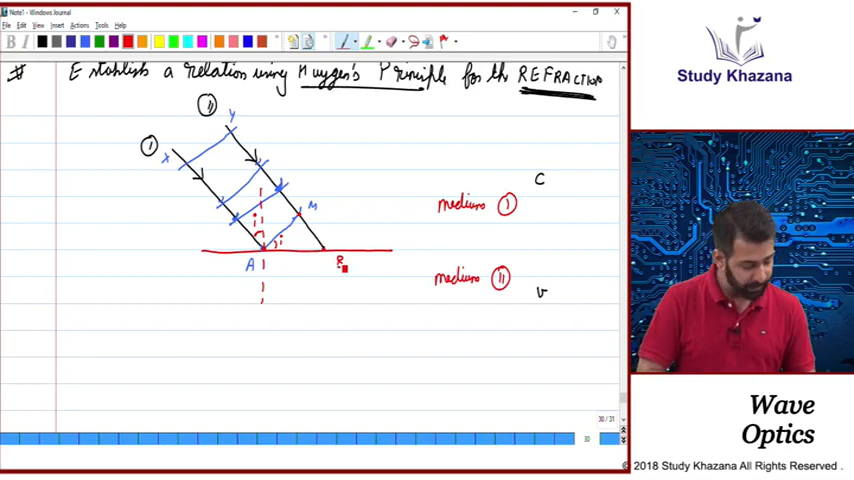 Note1 - Windows Journal
File Edit View Insert Actions Tools Help
B I
# Establish a relation using Huygen's Principle for the REFRACTION
II
Y
I
X
C
M
medium I
i
i
A
R
medium II
v
30 / 31
30
Study Khazana
Wave
Optics
© 2018 Study Khazana All Rights Reserved .